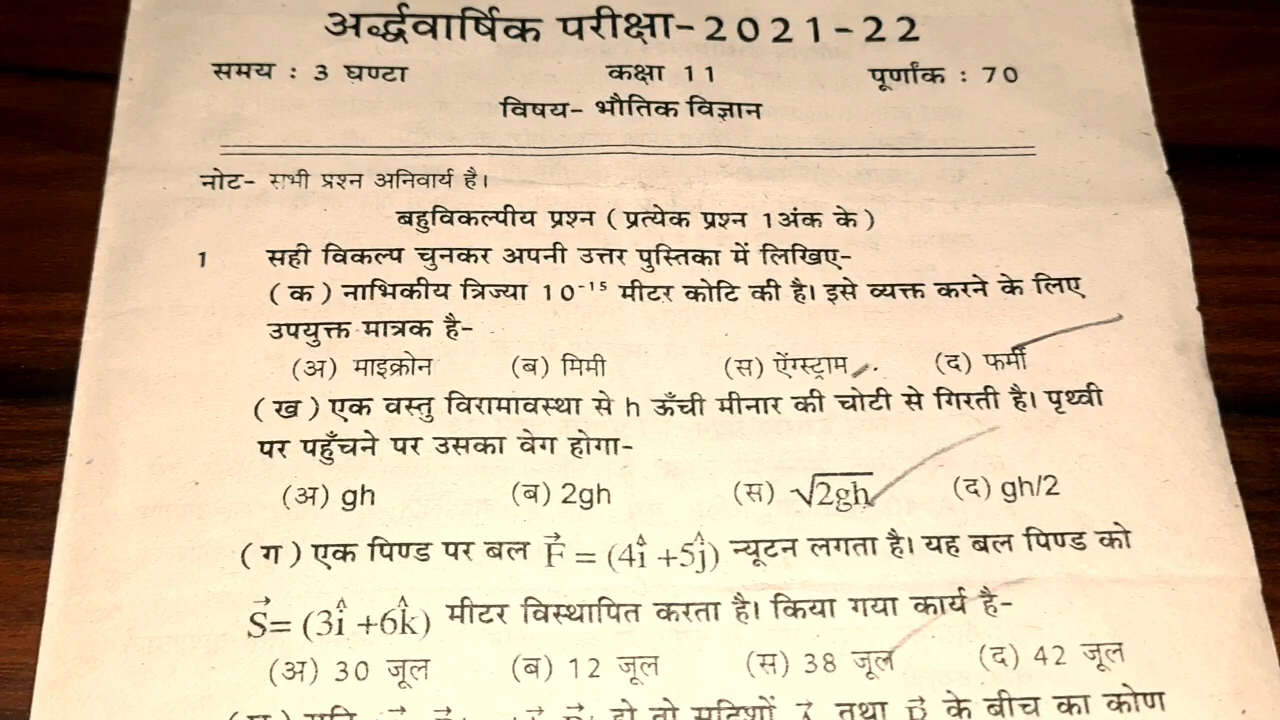 अर्द्धवार्षिक परीक्षा-2021-22
समय : 3 घण्टा कक्षा 11 पूर्णांक : 70
विषय- भौतिक विज्ञान
नोट- सभी प्रश्न अनिवार्य है।
बहुविकल्पीय प्रश्न ( प्रत्येक प्रश्न 1अंक के )
1 सही विकल्प चुनकर अपनी उत्तर पुस्तिका में लिखिए-
( क ) नाभिकीय त्रिज्या 10⁻¹⁵ मीटर कोटि की है। इसे व्यक्त करने के लिए
उपयुक्त मात्रक है-
(अ) माइक्रोन (ब) मिमी (स) ऐंग्स्ट्राम (द) फर्मी
( ख ) एक वस्तु विरामावस्था से h ऊँची मीनार की चोटी से गिरती है। पृथ्वी
पर पहुँचने पर उसका वेग होगा-
(अ) gh (ब) 2gh (स) √2gh (द) gh/2
( ग ) एक पिण्ड पर बल F⃗ = (4î +5ĵ) न्यूटन लगता है। यह बल पिण्ड को
S⃗= (3î +6k̂) मीटर विस्थापित करता है। किया गया कार्य है-
(अ) 30 जूल (ब) 12 जूल (स) 38 जूल (द) 42 जूल
हो तो सदिशों तथा के बीच का कोण